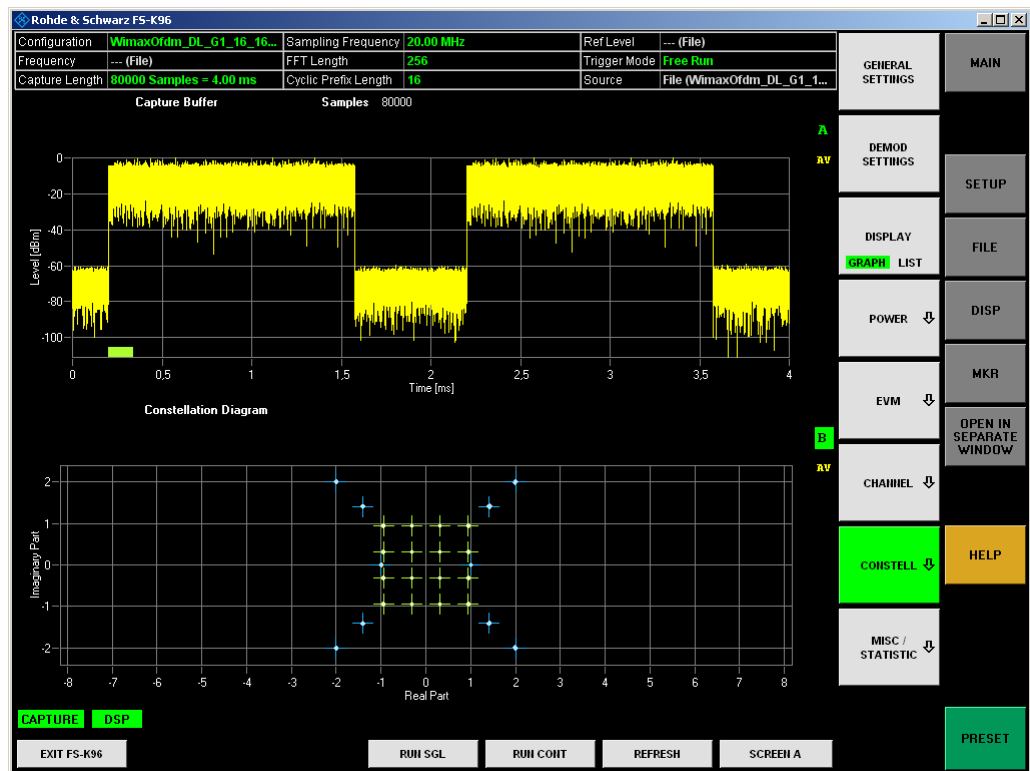 Rohde & Schwarz FS-K96
Configuration WimaxOfdm_DL_G1_16_16... Sampling Frequency 20.00 MHz Ref Level --- (File)
Frequency --- (File) FFT Length 256 Trigger Mode Free Run
Capture Length 80000 Samples = 4.00 ms Cyclic Prefix Length 16 Source File (WimaxOfdm_DL_G1_1...
Capture Buffer Samples 80000
A
AV
0
-20
-40
-60
-80
-100
Level [dBm]
0 0,5 1 1,5 2 2,5 3 3,5 4
Time [ms]
Constellation Diagram
B
AV
2
1
0
-1
-2
Imaginary Part
-8 -7 -6 -5 -4 -3 -2 -1 0 1 2 3 4 5 6 7 8
Real Part
CAPTURE DSP
EXIT FS-K96 RUN SGL RUN CONT REFRESH SCREEN A
GENERAL
SETTINGS
DEMOD
SETTINGS
DISPLAY
GRAPH LIST
POWER
EVM
CHANNEL
CONSTELL
MISC /
STATISTIC
MAIN
SETUP
FILE
DISP
MKR
OPEN IN
SEPARATE
WINDOW
HELP
PRESET